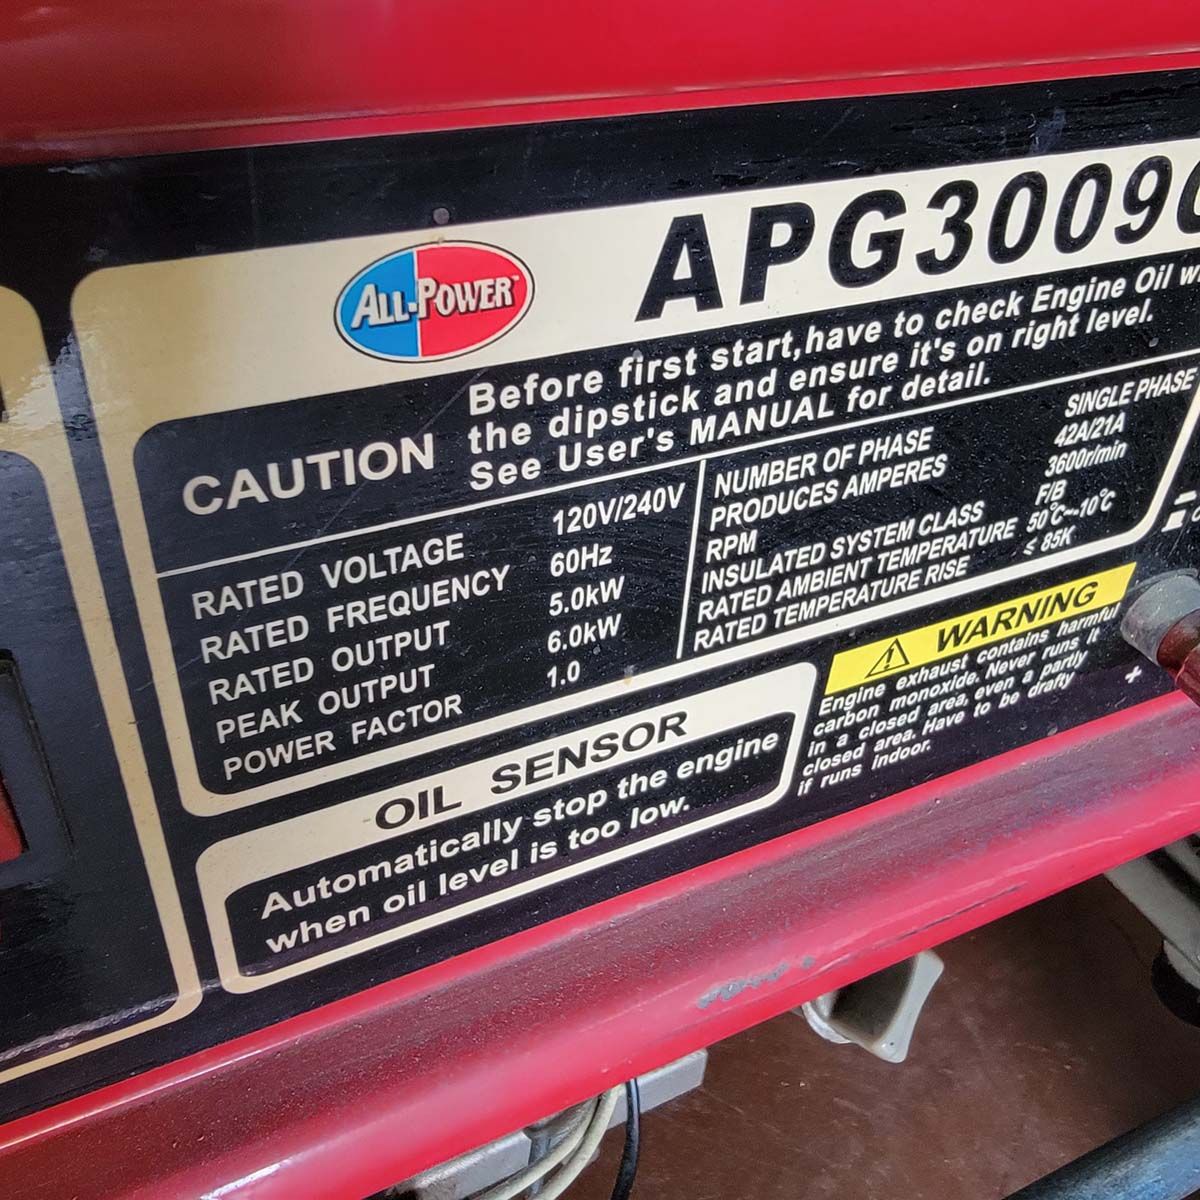 ALL-POWER™
APG3009
Before first start,have to check Engine Oil
the dipstick and ensure it's on right level.
See User's MANUAL for detail.
CAUTION
RATED VOLTAGE 120V/240V
RATED FREQUENCY 60Hz
RATED OUTPUT 5.0kW
PEAK OUTPUT 6.0kW
POWER FACTOR 1.0
NUMBER OF PHASE SINGLE PHASE
PRODUCES AMPERES 42A/21A
RPM 3600r/min
INSULATED SYSTEM CLASS F/B
RATED AMBIENT TEMPERATURE 50℃~-10℃
RATED TEMPERATURE RISE ≤ 85K
OIL SENSOR
Automatically stop the engine
when oil level is too low.
WARNING
Engine exhaust contains harmful
carbon monoxide. Never runs it
in a closed area, even a partly
closed area. Have to be drafty
if runs indoor.
+